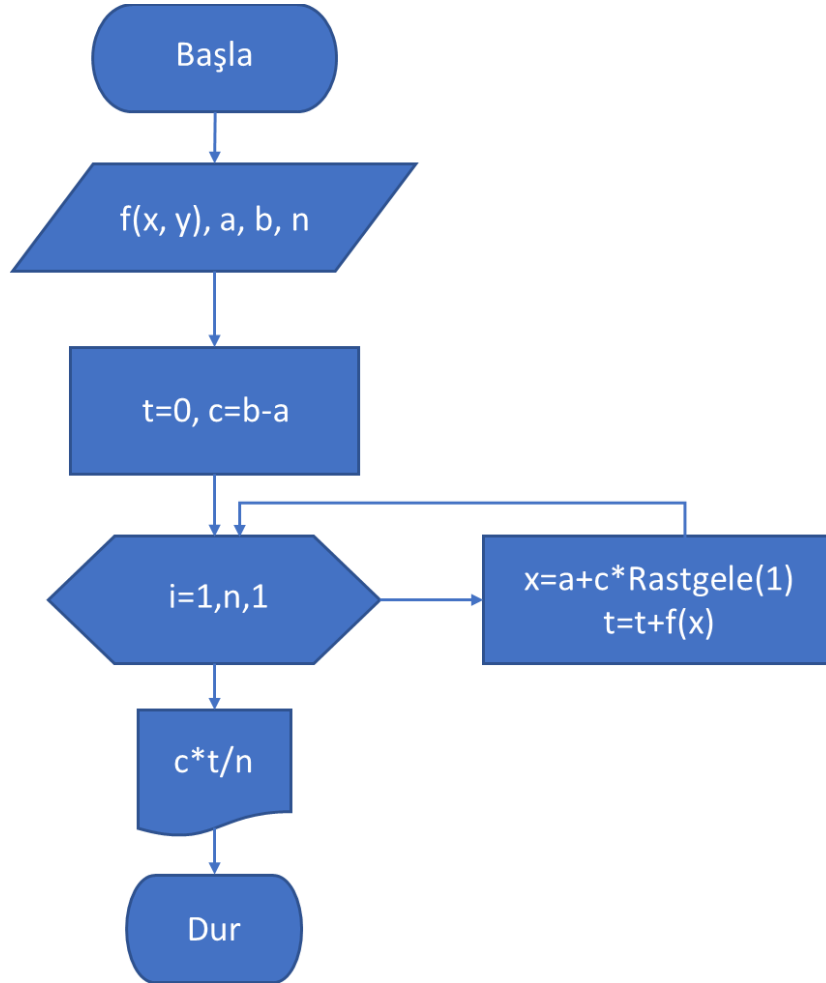 Başla
f(x, y), a, b, n
t=0, c=b-a
i=1,n,1
x=a+c*Rastgele(1)
t=t+f(x)
c*t/n
Dur